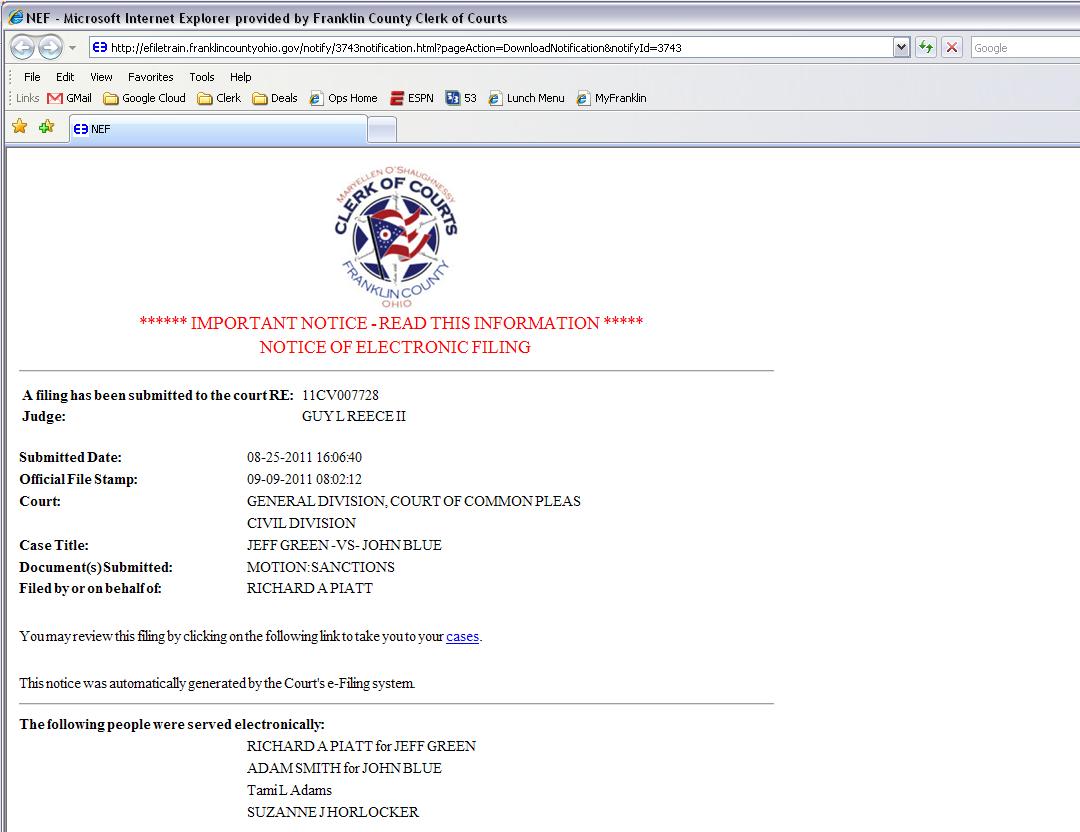 NEF - Microsoft Internet Explorer provided by Franklin County Clerk of Courts
http://efiletrain.franklincountyohio.gov/notify/3743notification.html?pageAction=DownloadNotification&notifyId=3743
Google
File Edit View Favorites Tools Help
Links GMail Google Cloud Clerk Deals Ops Home ESPN 53 Lunch Menu MyFranklin
NEF
MARYELLEN O'SHAUGHNESSY
CLERK OF COURTS
FRANKLIN COUNTY
OHIO
****** IMPORTANT NOTICE - READ THIS INFORMATION *****
NOTICE OF ELECTRONIC FILING
A filing has been submitted to the court RE: 11CV007728
Judge: GUY L REECE II
Submitted Date: 08-25-2011 16:06:40
Official File Stamp: 09-09-2011 08:02:12
Court: GENERAL DIVISION, COURT OF COMMON PLEAS
CIVIL DIVISION
Case Title: JEFF GREEN -VS- JOHN BLUE
Document(s) Submitted: MOTION:SANCTIONS
Filed by or on behalf of: RICHARD A PIATT
You may review this filing by clicking on the following link to take you to your cases.
This notice was automatically generated by the Court's e-Filing system.
The following people were served electronically:
RICHARD A PIATT for JEFF GREEN
ADAM SMITH for JOHN BLUE
Tami L Adams
SUZANNE J HORLOCKER